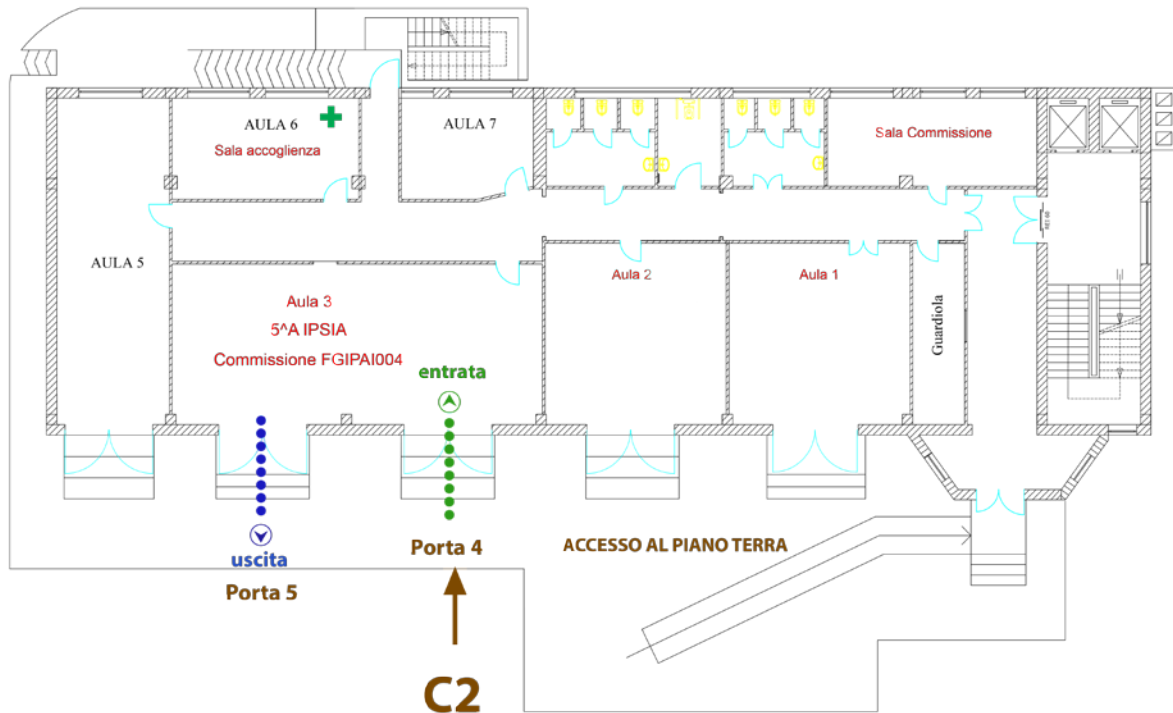 AULA 6
Sala accoglienza
AULA 7
Sala Commissione
AULA 5
Aula 3
5^A IPSIA
Commissione FGIPAI004
Aula 2
Aula 1
Guardiola
entrata
uscita
Porta 5
Porta 4
ACCESSO AL PIANO TERRA
C2